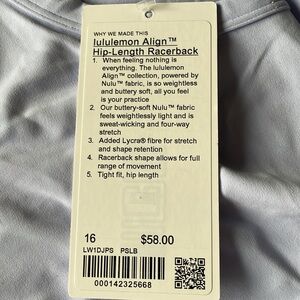 WHY WE MADE THIS
lululemon Align™
Hip-Length Racerback
1. When feeling nothing is
everything. The lululemon
Align™ collection, powered by
Nulu™ fabric, is so weightless
and buttery soft, all you feel
is your practice
2. Our buttery-soft Nulu™ fabric
feels weightlessly light and is
sweat-wicking and four-way
stretch
3. Added Lycra® fibre for stretch
and shape retention
4. Racerback shape allows for full
range of movement
5. Tight fit, hip length
16 $58.00
LW1DJPS PSLB
000142325668